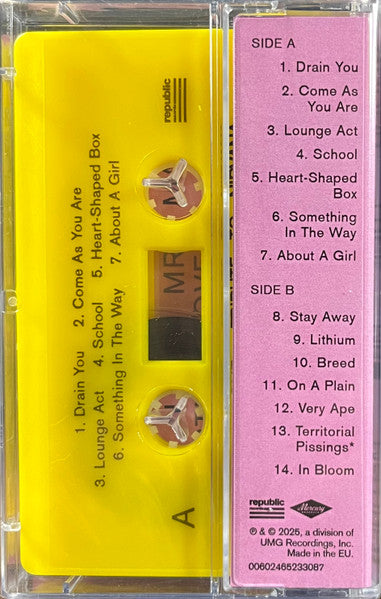 republic
1. Drain You 2. Come As You Are
3. Lounge Act 4. School 5. Heart-Shaped Box
6. Something In The Way 7. About A Girl
A
MR
SIDE A
1. Drain You
2. Come As
You Are
3. Lounge Act
4. School
5. Heart-Shaped
Box
6. Something
In The Way
7. About A Girl
SIDE B
8. Stay Away
9. Lithium
10. Breed
11. On A Plain
12. Very Ape
13. Territorial
Pissings*
14. In Bloom
republic Mercury
℗ & © 2025, a division of
UMG Recordings, Inc.
Made in the EU.
00602465233087